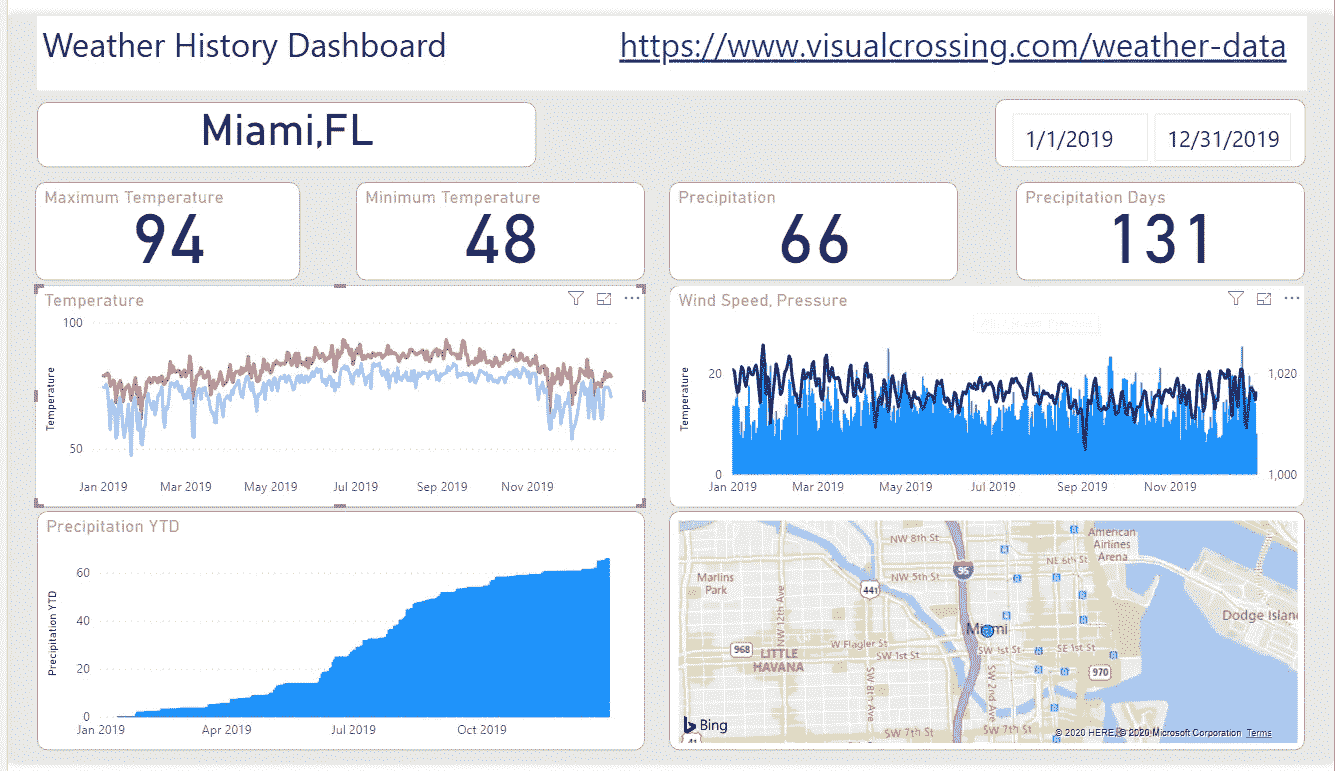 Weather History Dashboard
https://www.visualcrossing.com/weather-data
Miami,FL
1/1/2019 12/31/2019
Maximum Temperature
94
Minimum Temperature
48
Precipitation
66
Precipitation Days
131
Temperature
100
50
Temperature
Jan 2019 Mar 2019 May 2019 Jul 2019 Sep 2019 Nov 2019
Wind Speed, Pressure
20
0
Temperature
1,020
1,000
Jan 2019 Mar 2019 May 2019 Jul 2019 Sep 2019 Nov 2019
Precipitation YTD
60
40
20
0
Precipitation YTD
Jan 2019 Apr 2019 Jul 2019 Oct 2019
NW 8th St
American
Airlines
Arena
95
NE 6th St
Marlins
Park
NW 5th St
441
NW 12th Ave
Dodge Islan
Miami
968
LITTLE
HAVANA
W Flagler St
SW 1st St
SW 1st St
SE 1st St
970
SW 8th Ave
SW 2nd Ave
Bing
41
SW 7th St
SW 7th St
© 2020 HERE, © 2020 Microsoft Corporation Terms